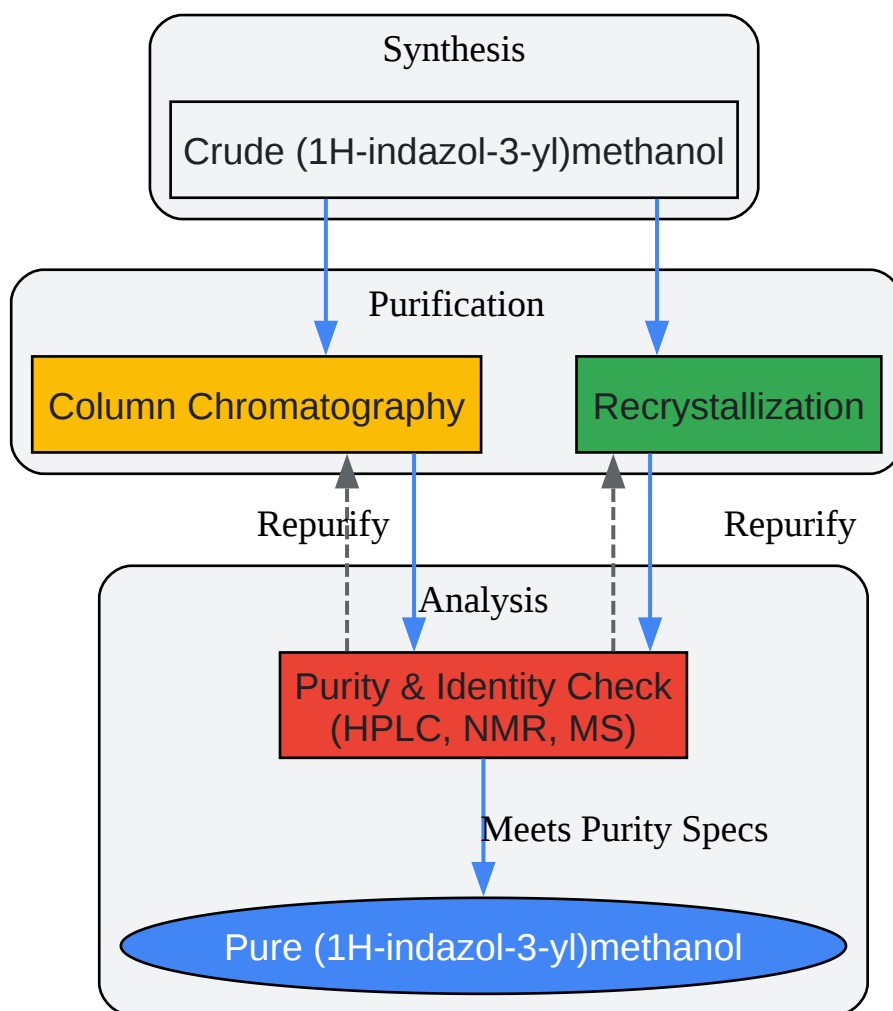 Synthesis
Crude (1H-indazol-3-yl)methanol
Purification
Column Chromatography
Recrystallization
Repurify
Repurify
Analysis
Purity & Identity Check
(HPLC, NMR, MS)
Meets Purity Specs
Pure (1H-indazol-3-yl)methanol